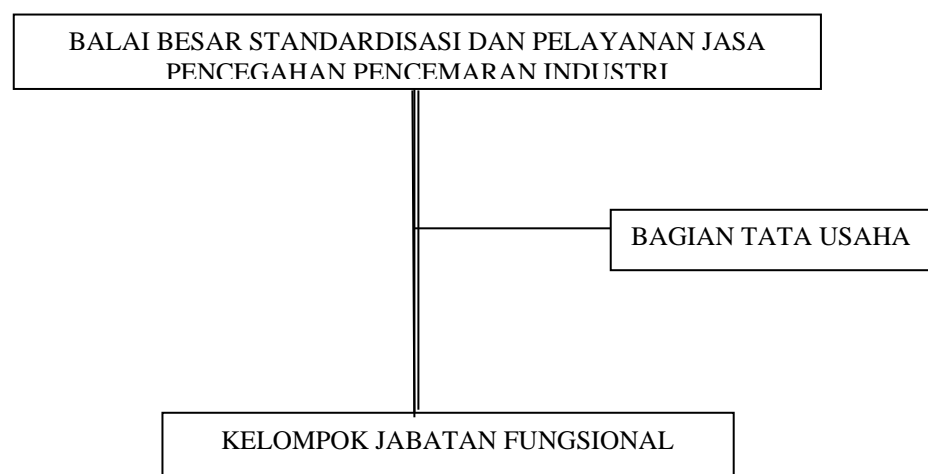 BALAI BESAR STANDARDISASI DAN PELAYANAN JASA
PENCEGAHAN PENCEMARAN INDUSTRI
BAGIAN TATA USAHA
KELOMPOK JABATAN FUNGSIONAL